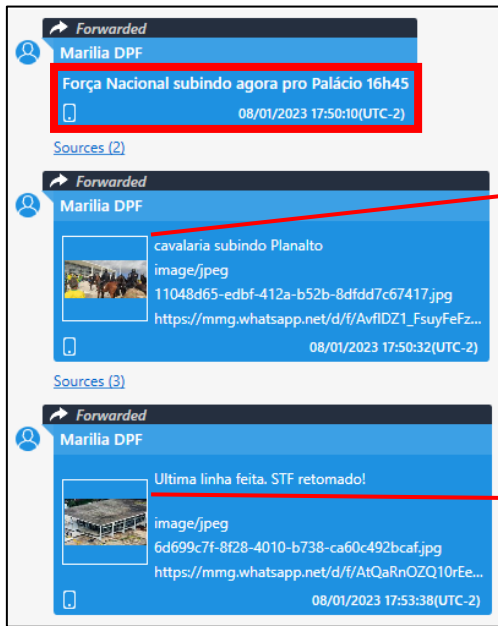 Forwarded
Marilia DPF
Força Nacional subindo agora pro Palácio 16h45
08/01/2023 17:50:10(UTC-2)
Sources (2)
Forwarded
Marilia DPF
cavalaria subindo Planalto
image/jpeg
11048d65-edbf-412a-b52b-8dfdd7c67417.jpg
https://mmg.whatsapp.net/d/f/AvflDZ1_FsuyFeFz...
08/01/2023 17:50:32(UTC-2)
Sources (3)
Forwarded
Marilia DPF
Ultima linha feita. STF retomado!
image/jpeg
6d699c7f-8f28-4010-b738-ca60c492bcaf.jpg
https://mmg.whatsapp.net/d/f/AtQaRnOZQ10rEe...
08/01/2023 17:53:38(UTC-2)